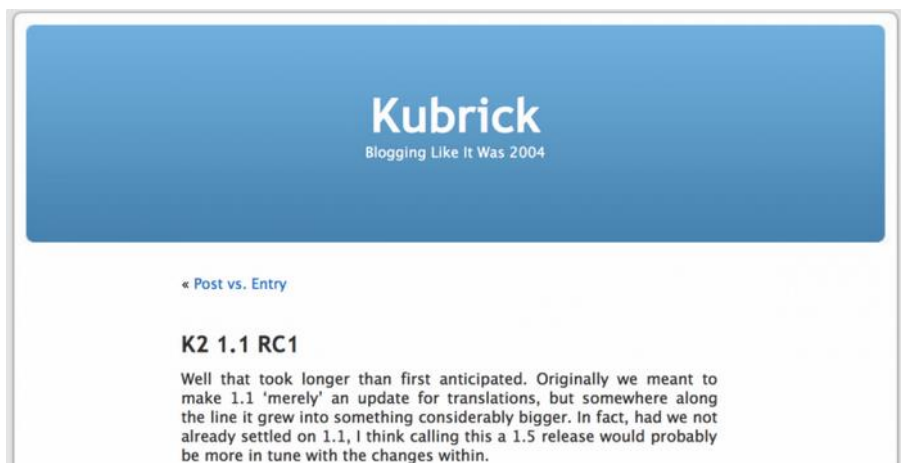 Kubrick
Blogging Like It Was 2004
« Post vs. Entry
K2 1.1 RC1
Well that took longer than first anticipated. Originally we meant to
make 1.1 ‘merely’ an update for translations, but somewhere along
the line it grew into something considerably bigger. In fact, had we not
already settled on 1.1, I think calling this a 1.5 release would probably
be more in tune with the changes within.